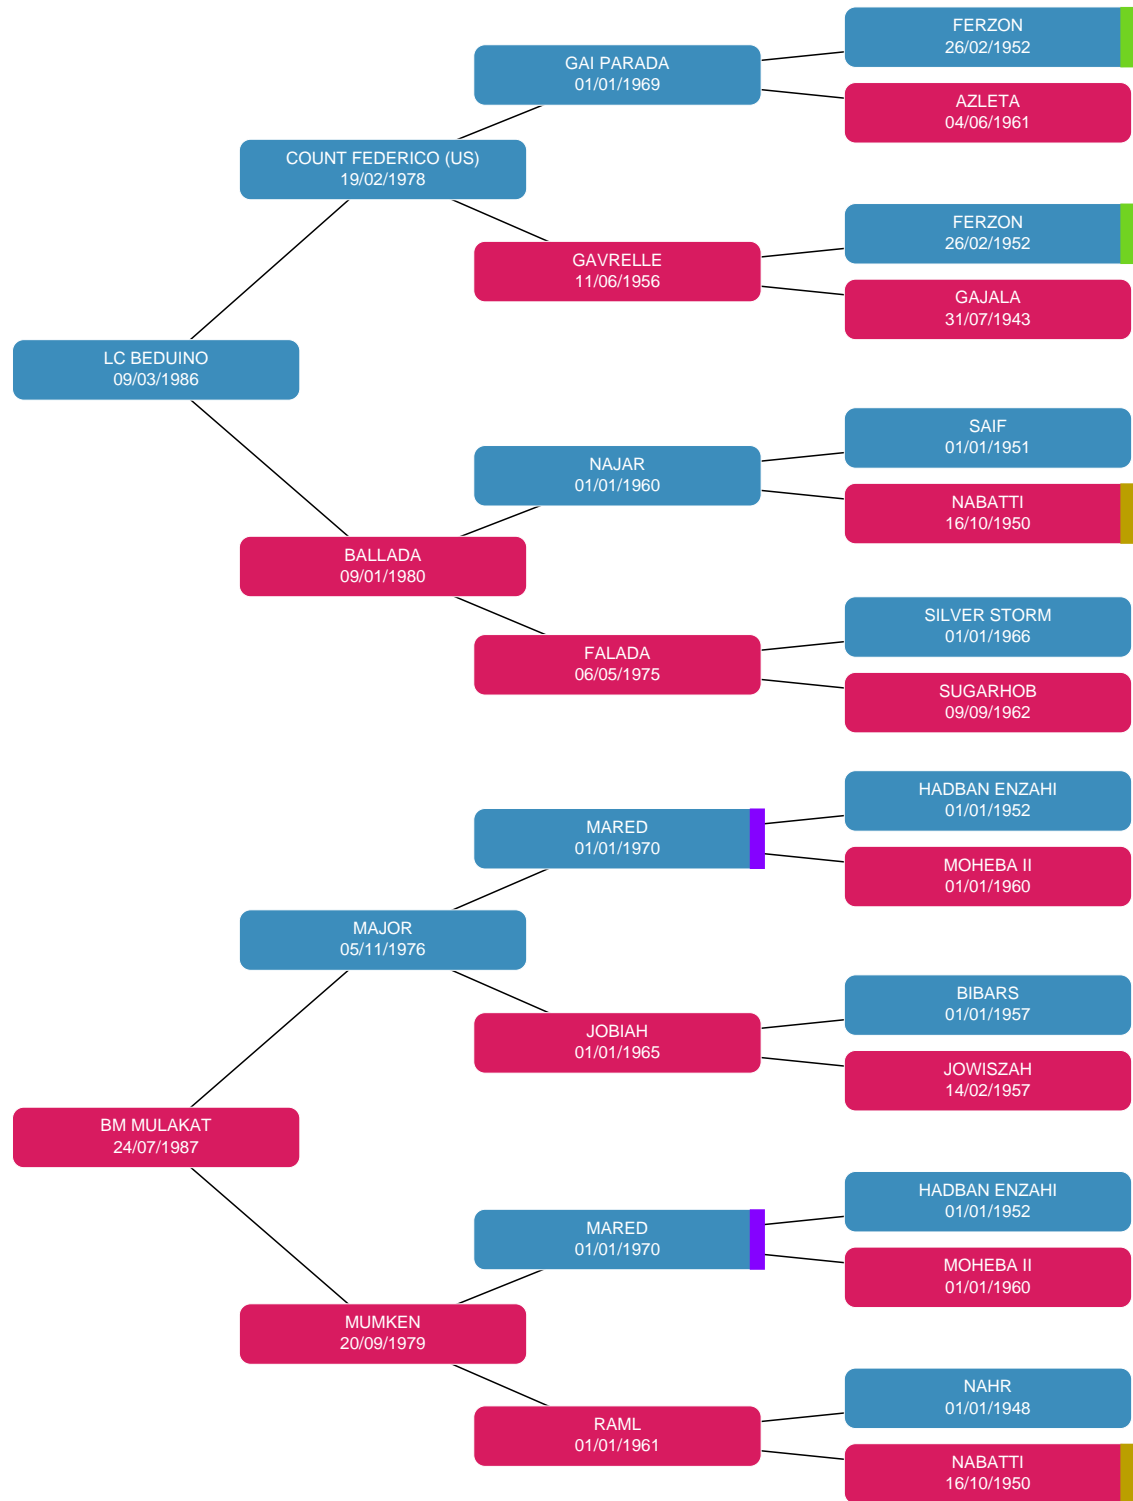 FERZON
26/02/1952
GAI PARADA
01/01/1969
AZLETA
04/06/1961
COUNT FEDERICO (US)
19/02/1978
FERZON
26/02/1952
GAVRELLE
11/06/1956
GAJALA
31/07/1943
LC BEDUINO
09/03/1986
SAIF
01/01/1951
NAJAR
01/01/1960
NABATTI
16/10/1950
BALLADA
09/01/1980
SILVER STORM
01/01/1966
FALADA
06/05/1975
SUGARHOB
09/09/1962
HADBAN ENZAHI
01/01/1952
MARED
01/01/1970
MOHEBA II
01/01/1960
MAJOR
05/11/1976
BIBARS
01/01/1957
JOBIAH
01/01/1965
JOWISZAH
14/02/1957
BM MULAKAT
24/07/1987
HADBAN ENZAHI
01/01/1952
MARED
01/01/1970
MOHEBA II
01/01/1960
MUMKEN
20/09/1979
NAHR
01/01/1948
RAML
01/01/1961
NABATTI
16/10/1950